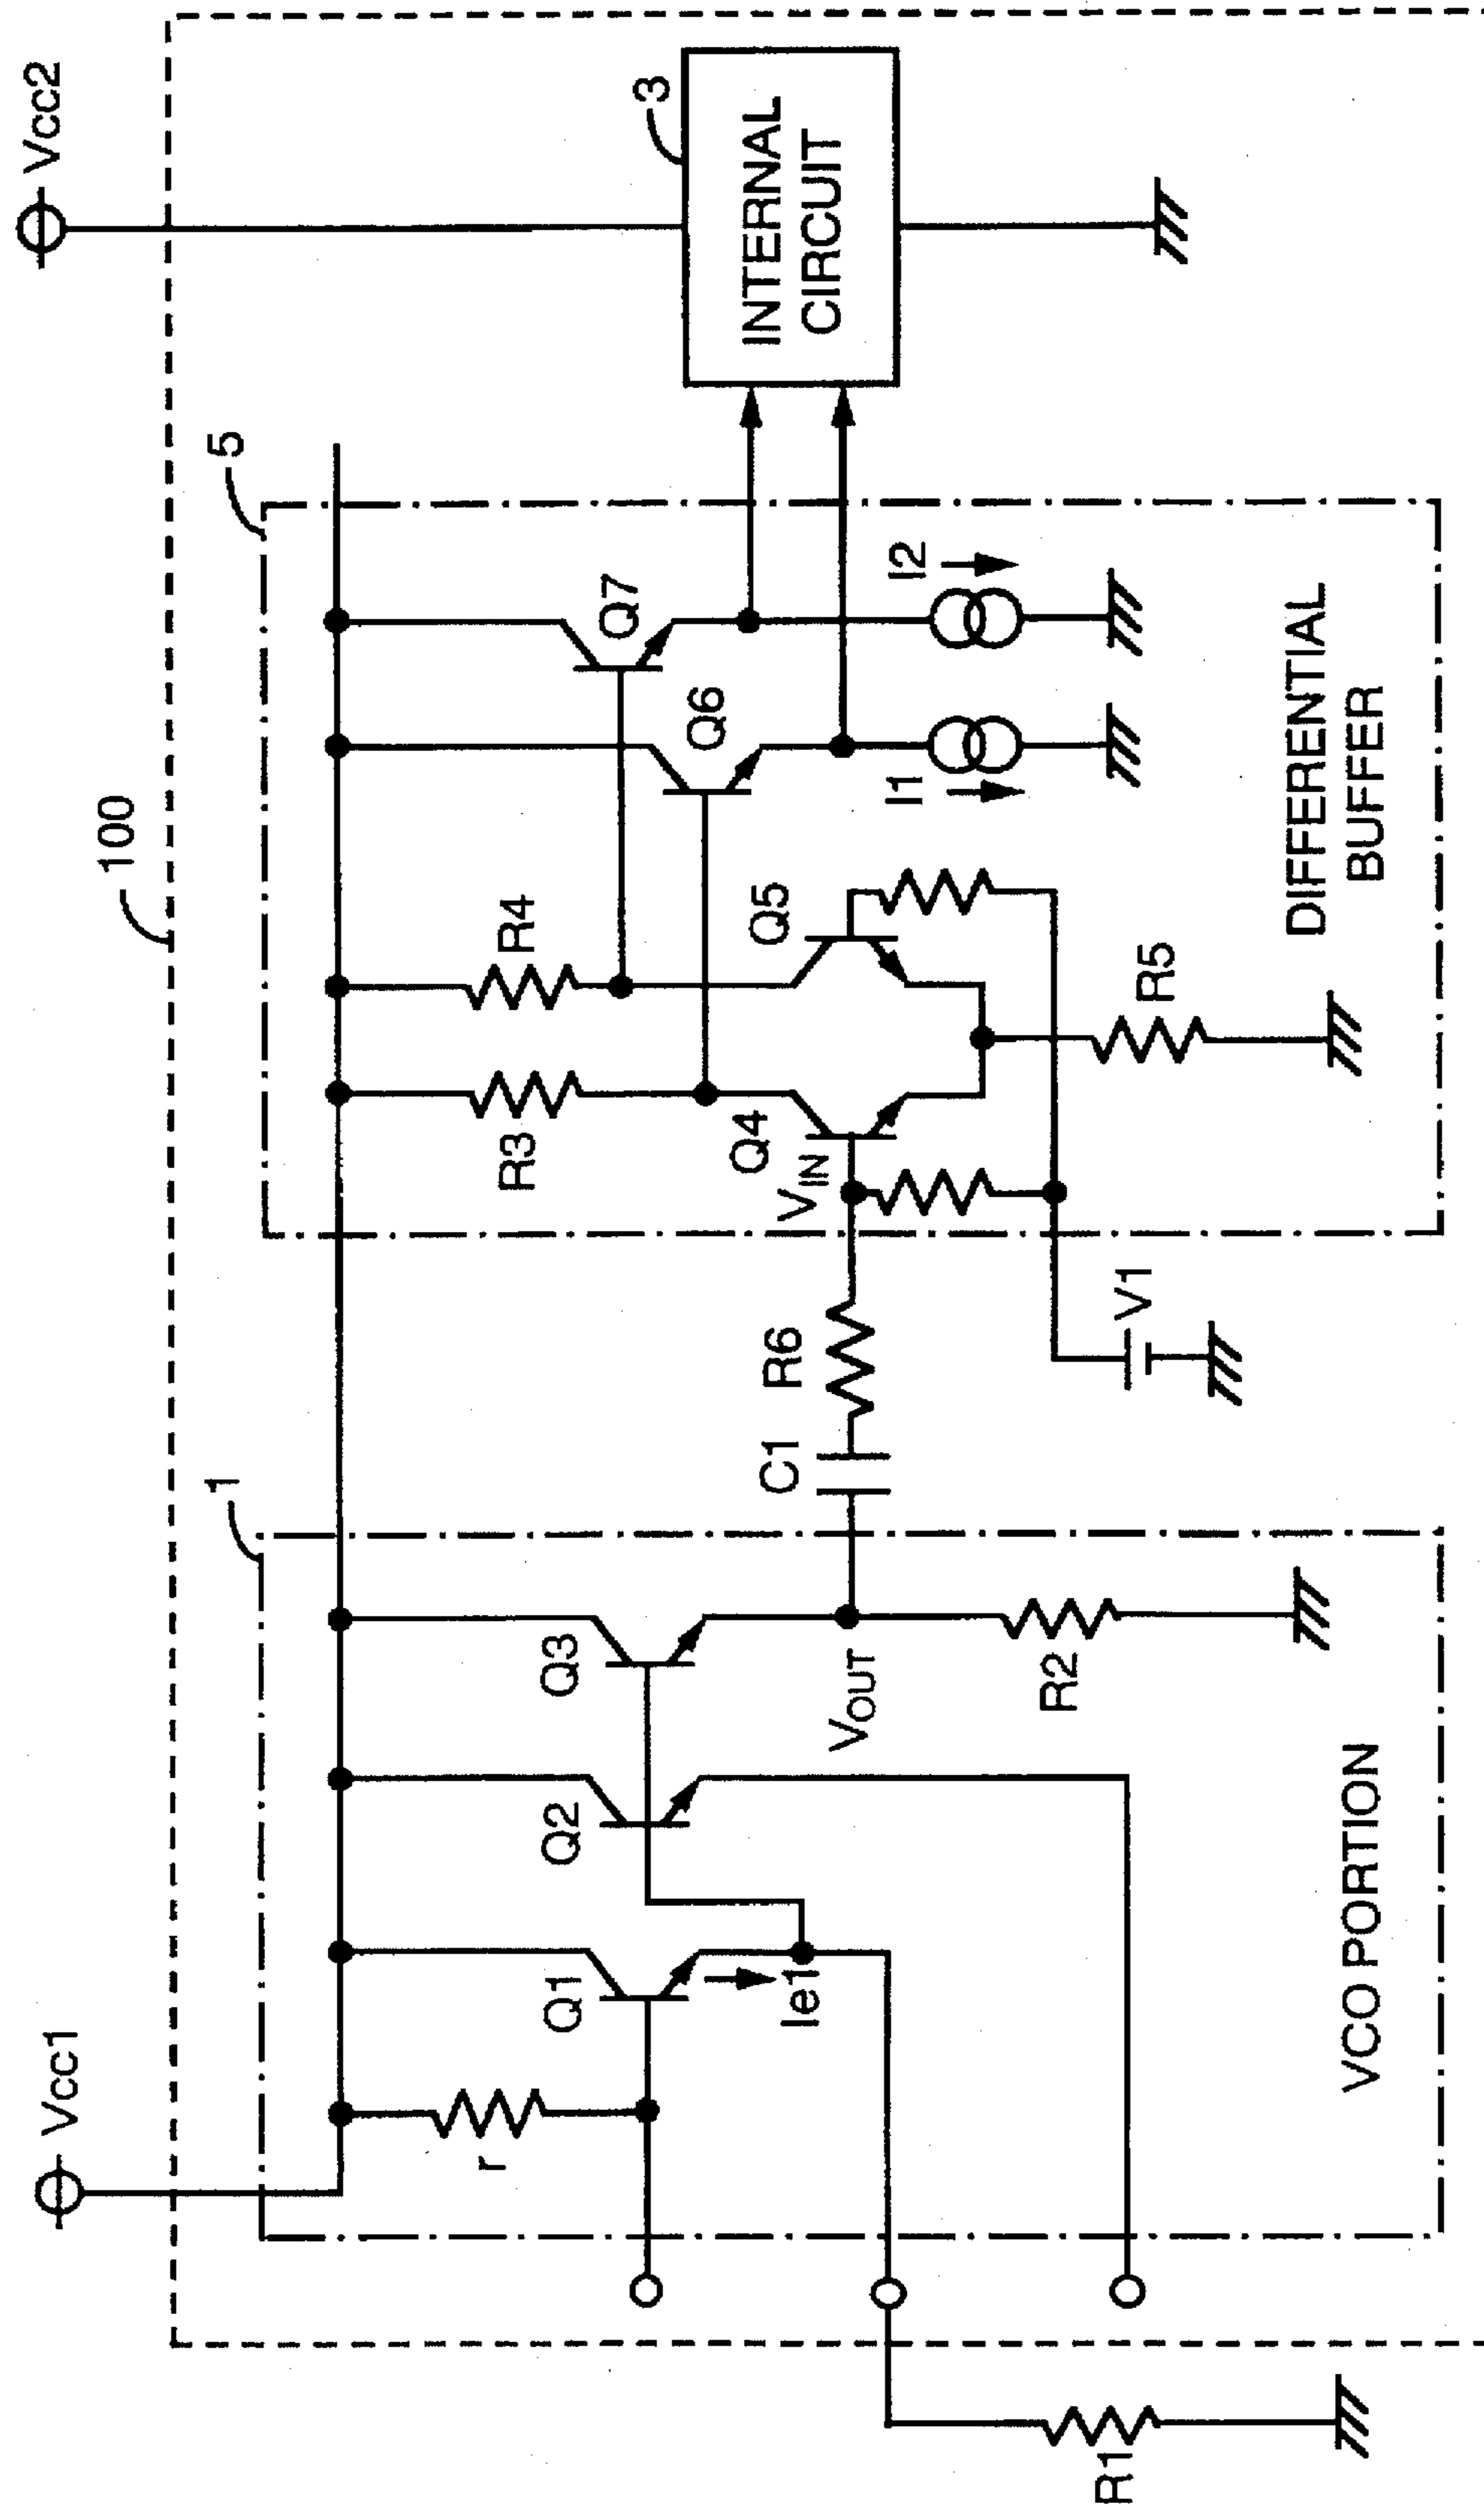 Vcc1
Vcc2
100
1
5
3
r
Q1
Q2
Q3
Ie1
VOUT
R2
R1
VCO PORTION
C1
R6
V1
R3
R4
Q4
VIN
Q5
Q6
Q7
I1
I2
R5
DIFFERENTIAL
BUFFER
INTERNAL
CIRCUIT